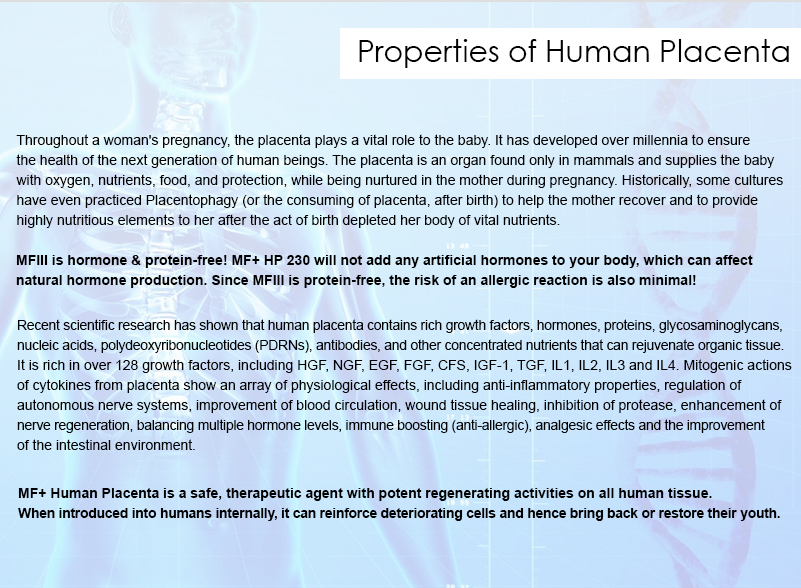 Properties of Human Placenta
Throughout a woman's pregnancy, the placenta plays a vital role to the baby. It has developed over millennia to ensure
the health of the next generation of human beings. The placenta is an organ found only in mammals and supplies the baby
with oxygen, nutrients, food, and protection, while being nurtured in the mother during pregnancy. Historically, some cultures
have even practiced Placentophagy (or the consuming of placenta, after birth) to help the mother recover and to provide
highly nutritious elements to her after the act of birth depleted her body of vital nutrients.
MFIII is hormone & protein-free! MF+ HP 230 will not add any artificial hormones to your body, which can affect
natural hormone production. Since MFIII is protein-free, the risk of an allergic reaction is also minimal!
Recent scientific research has shown that human placenta contains rich growth factors, hormones, proteins, glycosaminoglycans,
nucleic acids, polydeoxyribonucleotides (PDRNs), antibodies, and other concentrated nutrients that can rejuvenate organic tissue.
It is rich in over 128 growth factors, including HGF, NGF, EGF, FGF, CFS, IGF-1, TGF, IL1, IL2, IL3 and IL4. Mitogenic actions
of cytokines from placenta show an array of physiological effects, including anti-inflammatory properties, regulation of
autonomous nerve systems, improvement of blood circulation, wound tissue healing, inhibition of protease, enhancement of
nerve regeneration, balancing multiple hormone levels, immune boosting (anti-allergic), analgesic effects and the improvement
of the intestinal environment.
MF+ Human Placenta is a safe, therapeutic agent with potent regenerating activities on all human tissue.
When introduced into humans internally, it can reinforce deteriorating cells and hence bring back or restore their youth.